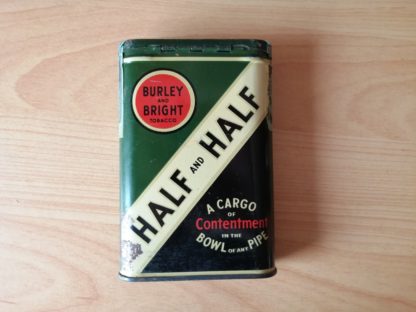 BURLEY
AND
BRIGHT
TOBACCO
HALF AND HALF
A CARGO
OF
Contentment
IN THE
BOWL OF ANY PIPE